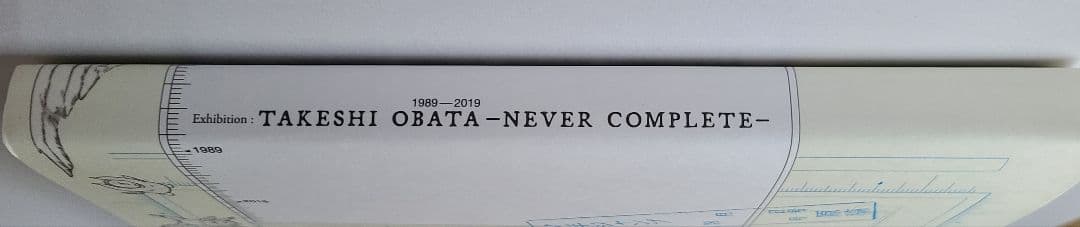 1989—2019
Exhibition : TAKESHI OBATA –NEVER COMPLETE–
1989